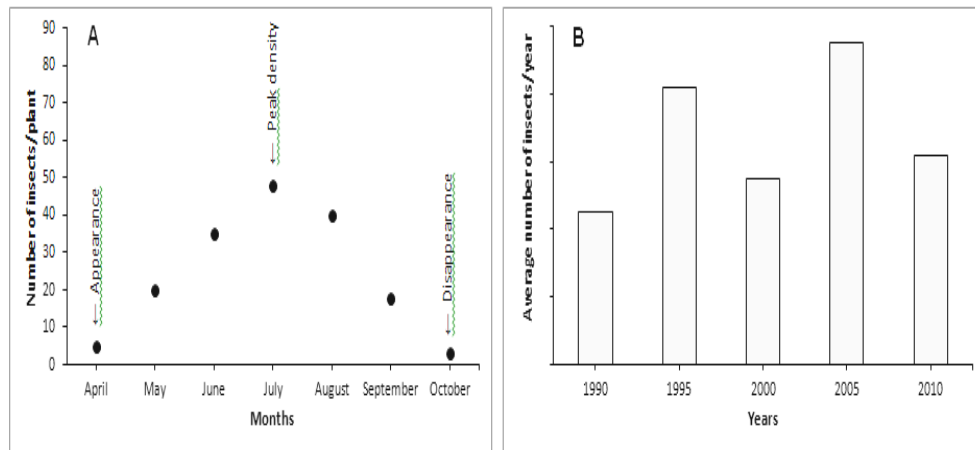 A
Number of insects/plant
90
80
70
60
50
40
30
20
10
0
Appearance
Peak density
Disappearance
April May June July August September October
Months
B
Average number of insects/year
1990 1995 2000 2005 2010
Years